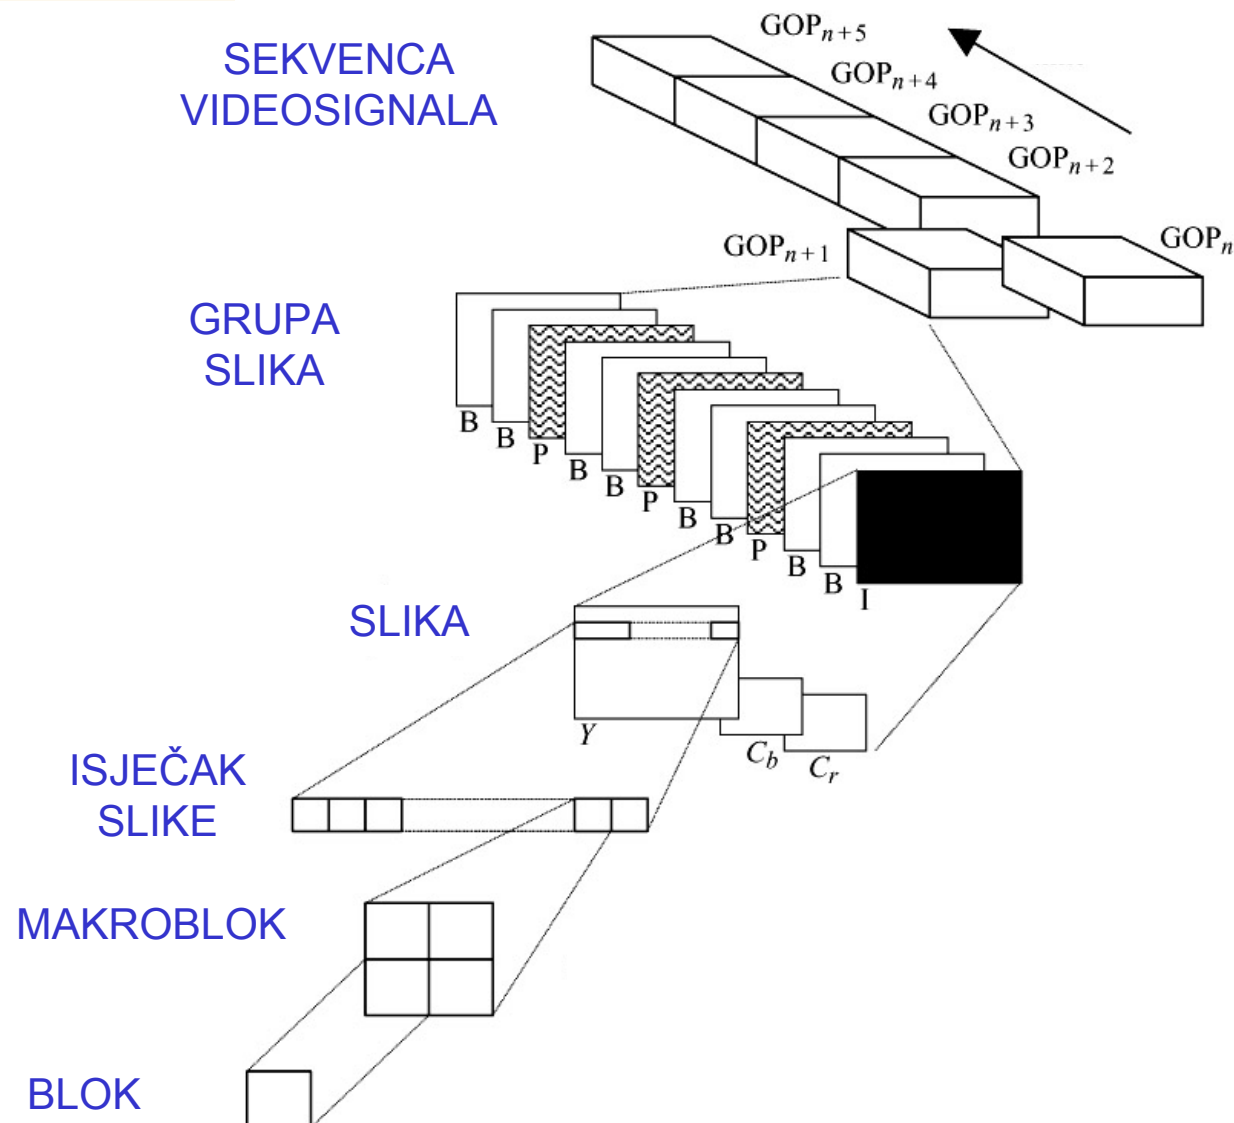 SEKVENCA
VIDEOSIGNALA
GOPn+5
GOPn+4
GOPn+3
GOPn+2
GOPn+1
GOPn
GRUPA
SLIKA
B
B
P
B
B
P
B
B
P
B
B
I
SLIKA
Y
Cb
Cr
ISJEČAK
SLIKE
MAKROBLOK
BLOK